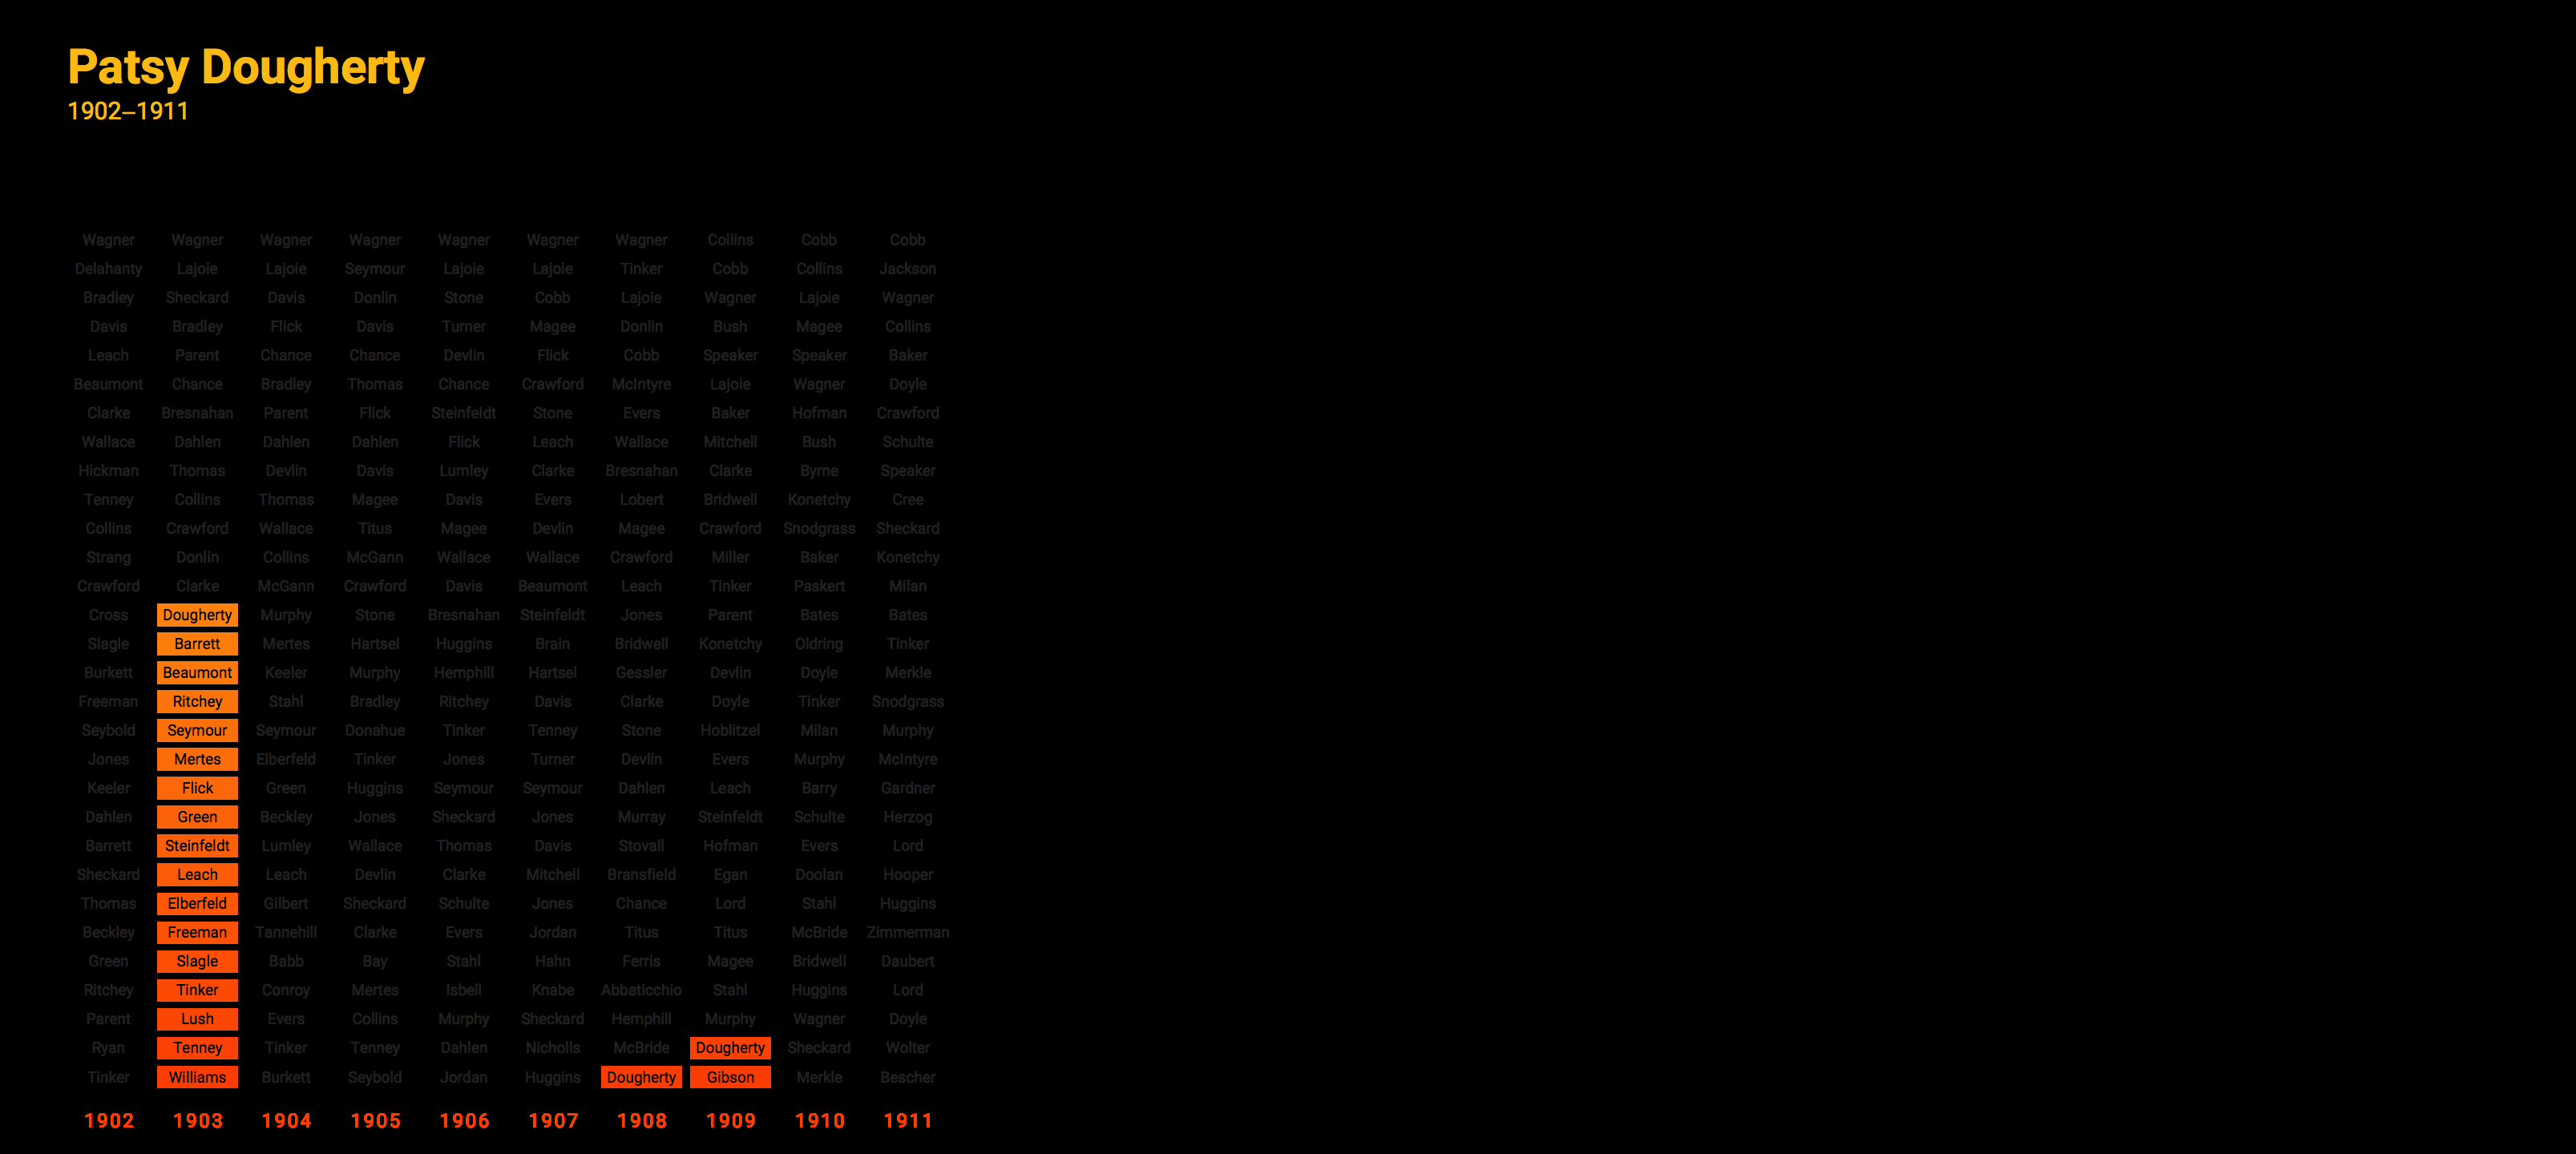 Patsy Dougherty
1902–1911
Wagner Wagner Wagner Wagner Wagner Wagner Wagner Collins Cobb Cobb
Delahanty Lajoie Lajoie Seymour Lajoie Lajoie Tinker Cobb Collins Jackson
Bradley Sheckard Davis Donlin Stone Cobb Lajoie Wagner Lajoie Wagner
Davis Bradley Flick Davis Turner Magee Donlin Bush Magee Collins
Leach Parent Chance Chance Devlin Flick Cobb Speaker Speaker Baker
Beaumont Chance Bradley Thomas Chance Crawford McIntyre Lajoie Wagner Doyle
Clarke Bresnahan Parent Flick Steinfeldt Stone Evers Baker Hofman Crawford
Wallace Dahlen Dahlen Dahlen Flick Leach Wallace Mitchell Bush Schulte
Hickman Thomas Devlin Davis Lumley Clarke Bresnahan Clarke Byrne Speaker
Tenney Collins Thomas Magee Davis Evers Lobert Bridwell Konetchy Cree
Collins Crawford Wallace Titus Magee Devlin Magee Crawford Snodgrass Sheckard
Strang Donlin Collins McGann Wallace Wallace Crawford Miller Baker Konetchy
Crawford Clarke McGann Crawford Davis Beaumont Leach Tinker Paskert Milan
Cross Dougherty Murphy Stone Bresnahan Steinfeldt Jones Parent Bates Bates
Slagle Barrett Mertes Hartsel Huggins Brain Bridwell Konetchy Oldring Tinker
Burkett Beaumont Keeler Murphy Hemphill Hartsel Gessler Devlin Doyle Merkle
Freeman Ritchey Stahl Bradley Ritchey Davis Clarke Doyle Tinker Snodgrass
Seybold Seymour Seymour Donahue Tinker Tenney Stone Hoblitzel Milan Murphy
Jones Mertes Elberfeld Tinker Jones Turner Devlin Evers Murphy McIntyre
Keeler Flick Green Huggins Seymour Seymour Dahlen Leach Barry Gardner
Dahlen Green Beckley Jones Sheckard Jones Murray Steinfeldt Schulte Herzog
Barrett Steinfeldt Lumley Wallace Thomas Davis Stovall Hofman Evers Lord
Sheckard Leach Leach Devlin Clarke Mitchell Bransfield Egan Doolan Hooper
Thomas Elberfeld Gilbert Sheckard Schulte Jones Chance Lord Stahl Huggins
Beckley Freeman Tannehill Clarke Evers Jordan Titus Titus McBride Zimmerman
Green Slagle Babb Bay Stahl Hahn Ferris Magee Bridwell Daubert
Ritchey Tinker Conroy Mertes Isbell Knabe Abbaticchio Stahl Huggins Lord
Parent Lush Evers Collins Murphy Sheckard Hemphill Murphy Wagner Doyle
Ryan Tenney Tinker Tenney Dahlen Nicholls McBride Dougherty Sheckard Wolter
Tinker Williams Burkett Seybold Jordan Huggins Dougherty Gibson Merkle Bescher
1902 1903 1904 1905 1906 1907 1908 1909 1910 1911